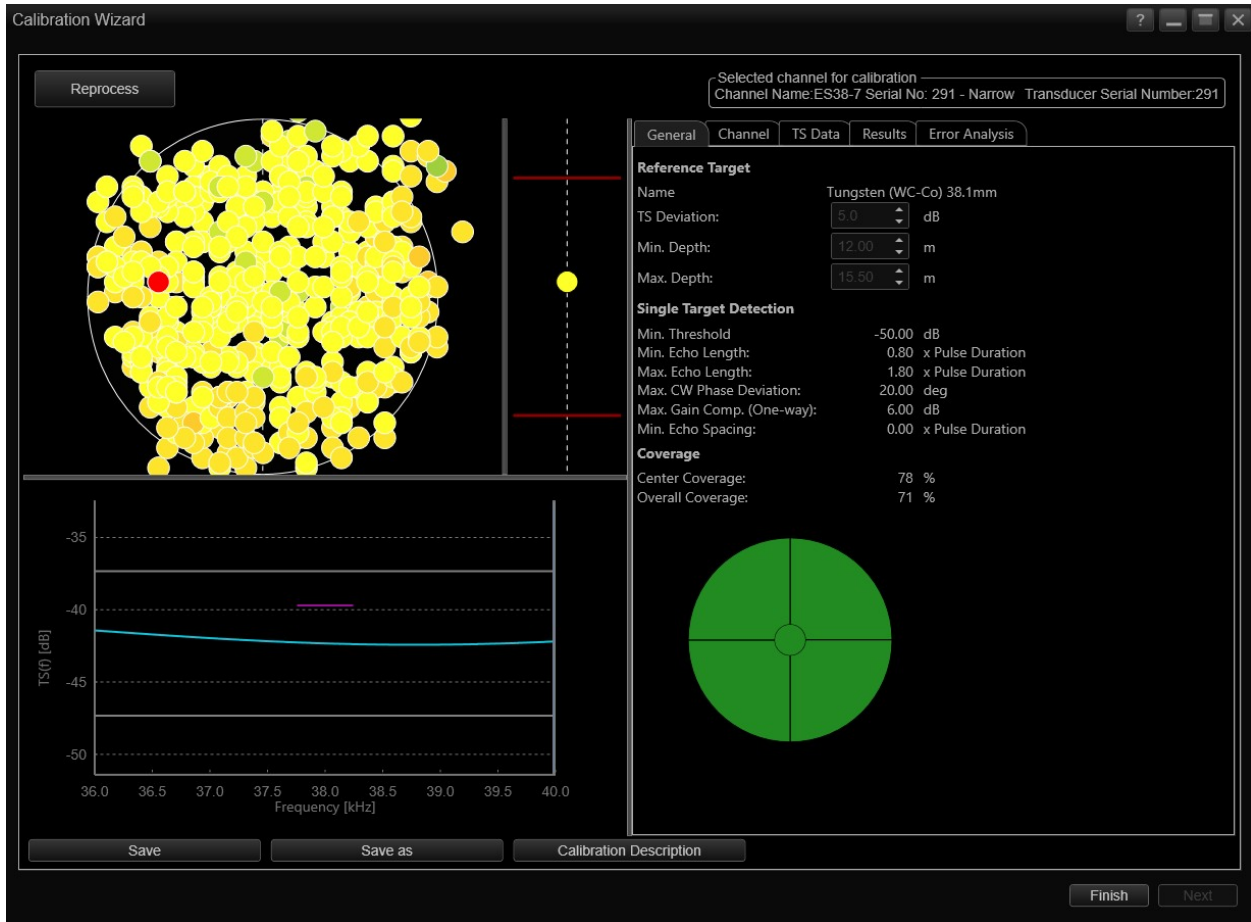 Calibration Wizard
?
Reprocess
Selected channel for calibration
Channel Name:ES38-7 Serial No: 291 - Narrow Transducer Serial Number:291
General Channel TS Data Results Error Analysis
Reference Target
Name Tungsten (WC-Co) 38.1mm
TS Deviation: 5.0 dB
Min. Depth: 12.00 m
Max. Depth: 15.50 m
Single Target Detection
Min. Threshold -50.00 dB
Min. Echo Length: 0.80 x Pulse Duration
Max. Echo Length: 1.80 x Pulse Duration
Max. CW Phase Deviation: 20.00 deg
Max. Gain Comp. (One-way): 6.00 dB
Min. Echo Spacing: 0.00 x Pulse Duration
Coverage
Center Coverage: 78 %
Overall Coverage: 71 %
-35
-40
-45
-50
TS(f) [dB]
36.0 36.5 37.0 37.5 38.0 38.5 39.0 39.5 40.0
Frequency [kHz]
Save Save as Calibration Description
Finish Next